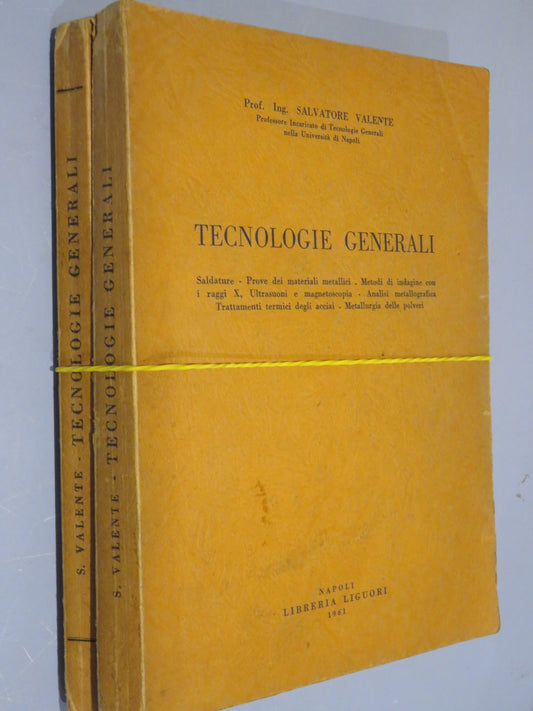 Prof. Ing. SALVATORE VALENTE
Professore Incaricato di Tecnologie Generali
nella Università di Napoli
TECNOLOGIE GENERALI
Saldature - Prove dei materiali metallici - Metodi di indagine con
i raggi X, Ultrasuoni e magnetoscopia - Analisi metallografica
Trattamenti termici degli acciai - Metallurgia delle polveri
NAPOLI
LIBRERIA LIGUORI
1961
S. VALENTE - TECNOLOGIE GENERALI
S. VALENTE - TECNOLOGIE GENERALI